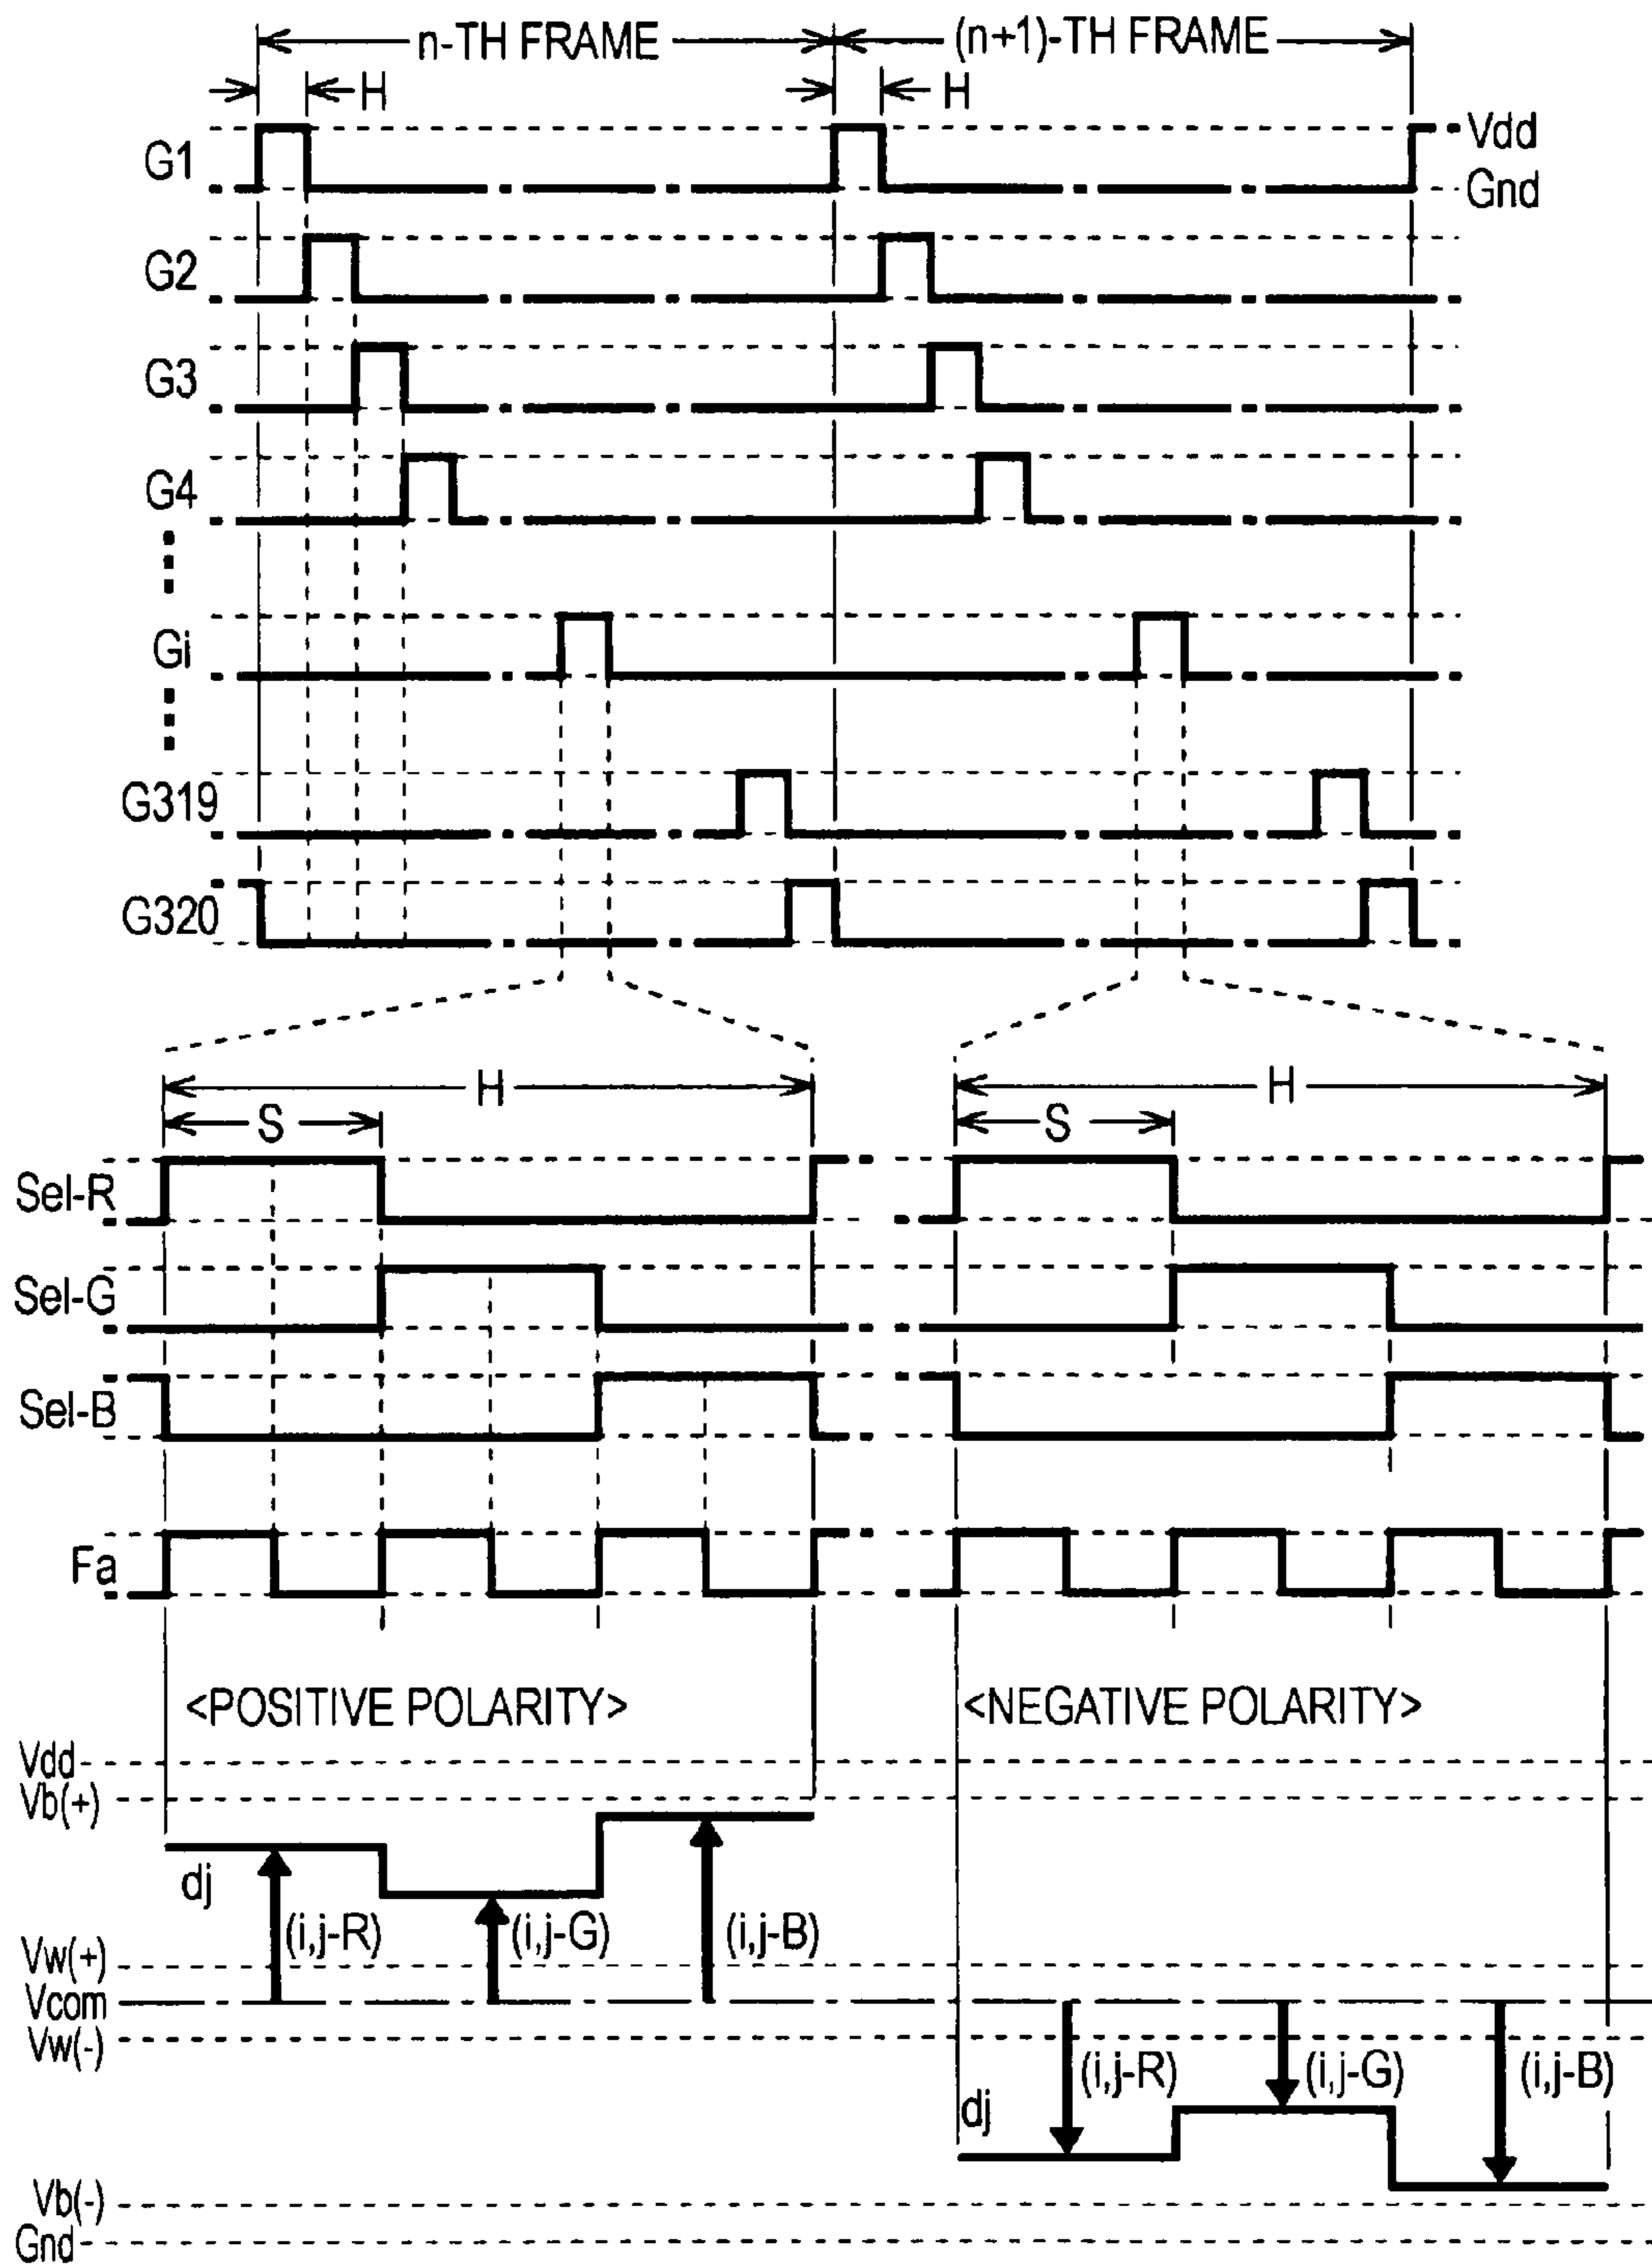 n-TH FRAME (n+1)-TH FRAME
H H
G1 Vdd
Gnd
G2
G3
G4
Gi
G319
G320
H H
S S
Sel-R
Sel-G
Sel-B
Fa
<POSITIVE POLARITY> <NEGATIVE POLARITY>
Vdd
Vb(+)
dj
(i,j-R) (i,j-G) (i,j-B)
Vw(+)
Vcom
Vw(-)
(i,j-R) (i,j-G) (i,j-B)
dj
Vb(-)
Gnd